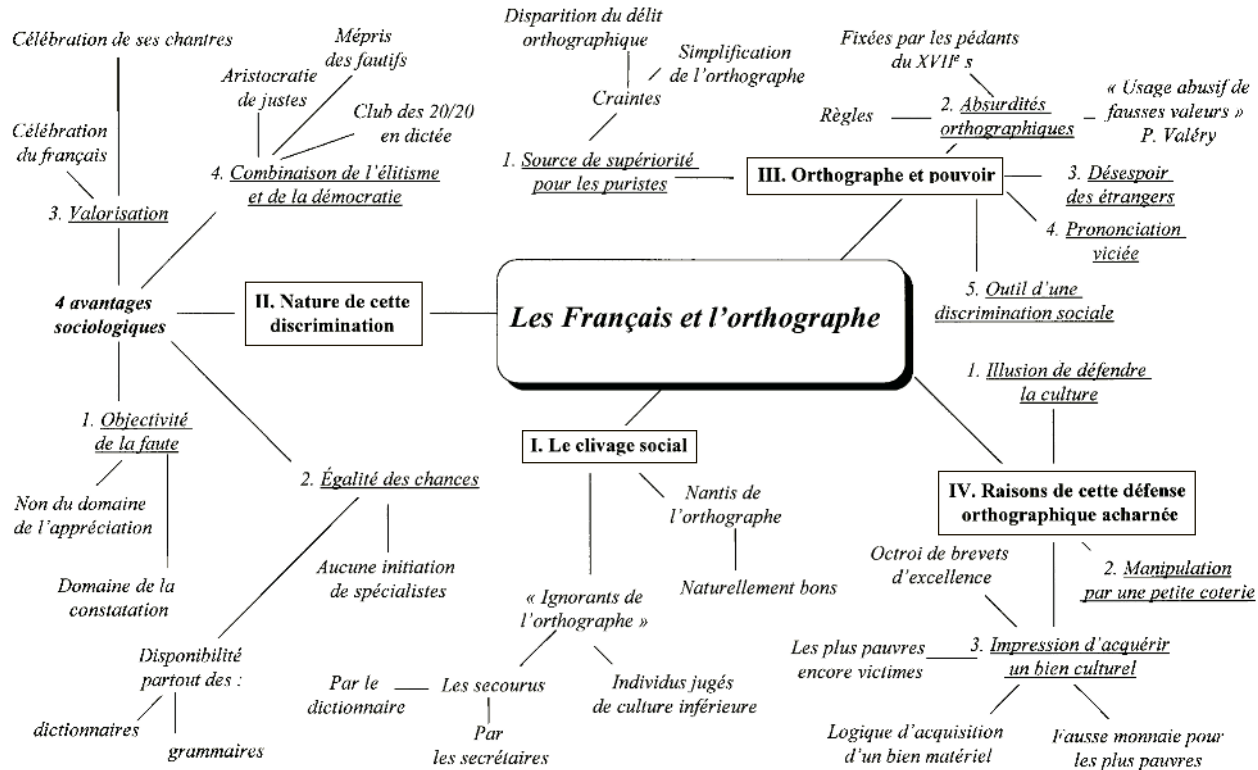 Les Français et l'orthographe
I. Le clivage social
Nantis de
l'orthographe
Naturellement bons
« Ignorants de
l'orthographe »
Les secourus
Par le
dictionnaire
Par
les secrétaires
Individus jugés
de culture inférieure
II. Nature de cette
discrimination
4 avantages
sociologiques
1. Objectivité
de la faute
Non du domaine
de l'appréciation
Domaine de la
constatation
2. Égalité des chances
Aucune initiation
de spécialistes
Disponibilité
partout des :
dictionnaires
grammaires
3. Valorisation
Célébration
du français
Célébration de ses chantres
4. Combinaison de l'élitisme
et de la démocratie
Aristocratie
de justes
Mépris
des fautifs
Club des 20/20
en dictée
III. Orthographe et pouvoir
1. Source de supériorité
pour les puristes
Craintes
Disparition du délit
orthographique
Simplification
de l'orthographe
2. Absurdités
orthographiques
Règles
Fixées par les pédants
du XVIIe s
« Usage abusif de
fausses valeurs »
P. Valéry
3. Désespoir
des étrangers
4. Prononciation
viciée
5. Outil d'une
discrimination sociale
IV. Raisons de cette défense
orthographique acharnée
1. Illusion de défendre
la culture
2. Manipulation
par une petite coterie
3. Impression d'acquérir
un bien culturel
Octroi de brevets
d'excellence
Les plus pauvres
encore victimes
Logique d'acquisition
d'un bien matériel
Fausse monnaie pour
les plus pauvres